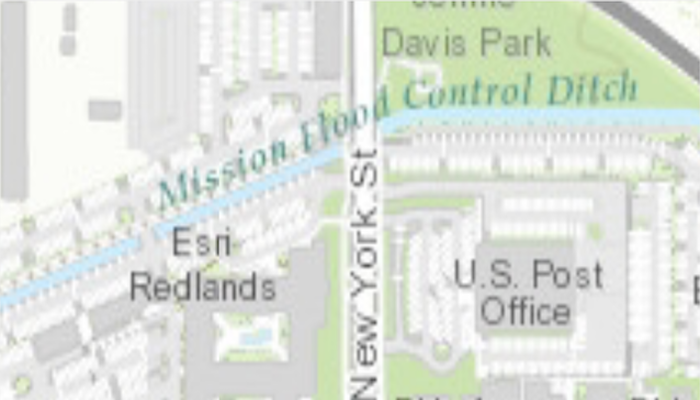 Davis Park
Mission Flood Control Ditch
New York St
Esri
Redlands
U.S. Post
Office